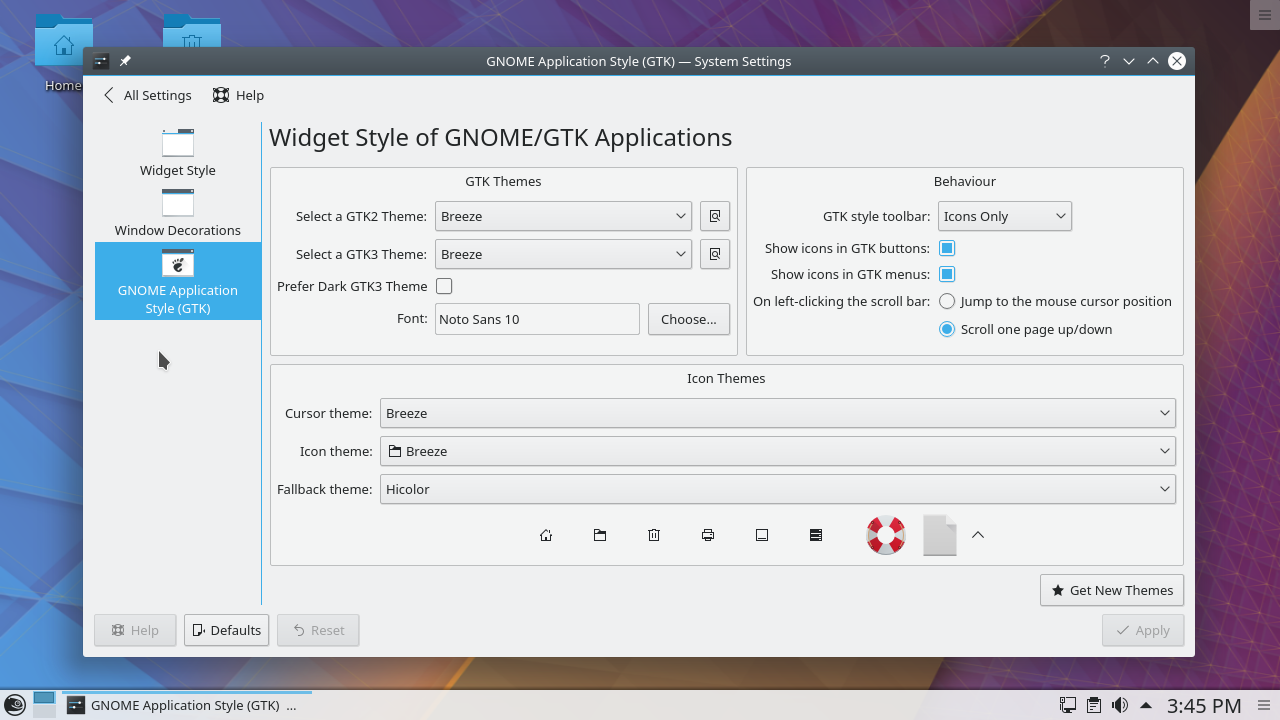 Home
GNOME Application Style (GTK) — System Settings
All Settings
Help
Widget Style
Window Decorations
GNOME Application
Style (GTK)
Widget Style of GNOME/GTK Applications
GTK Themes
Select a GTK2 Theme: Breeze
Select a GTK3 Theme: Breeze
Prefer Dark GTK3 Theme
Font: Noto Sans 10 Choose...
Behaviour
GTK style toolbar: Icons Only
Show icons in GTK buttons:
Show icons in GTK menus:
On left-clicking the scroll bar: Jump to the mouse cursor position
Scroll one page up/down
Icon Themes
Cursor theme: Breeze
Icon theme: Breeze
Fallback theme: Hicolor
Get New Themes
Help Defaults Reset Apply
GNOME Application Style (GTK) ...
3:45 PM